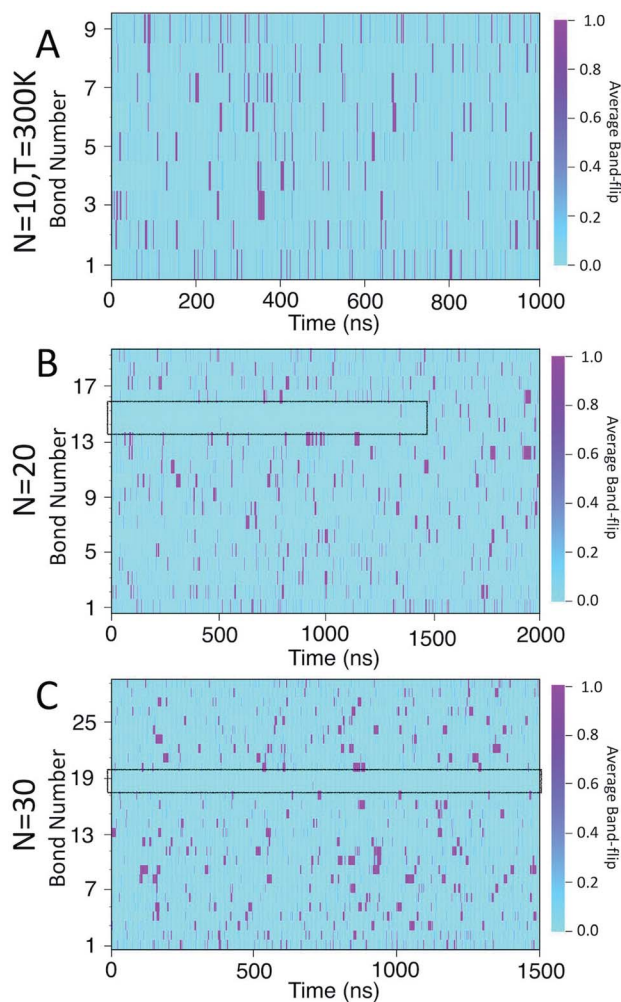 A
N=10,T=300K
Bond Number
9
7
5
3
1
0 200 400 600 800 1000
Time (ns)
1.0
0.8
0.6
0.4
0.2
0.0
Average Band-flip
B
N=20
Bond Number
17
13
9
5
1
0 500 1000 1500 2000
Time (ns)
1.0
0.8
0.6
0.4
0.2
0.0
Average Band-flip
C
N=30
Bond Number
25
19
13
7
1
0 500 1000 1500
Time (ns)
1.0
0.8
0.6
0.4
0.2
0.0
Average Band-flip